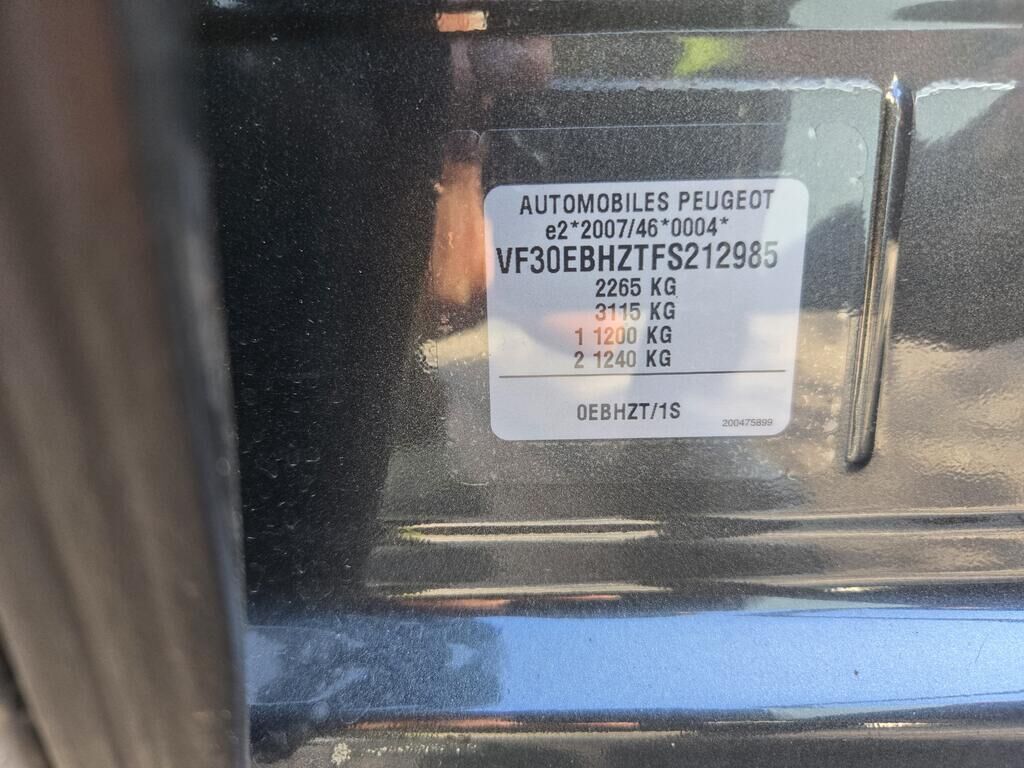 AUTOMOBILES PEUGEOT
e2*2007/46*0004*
VF30EBHZTFS212985
2265 KG
3115 KG
1 1200 KG
2 1240 KG
0EBHZT/1S
200475899